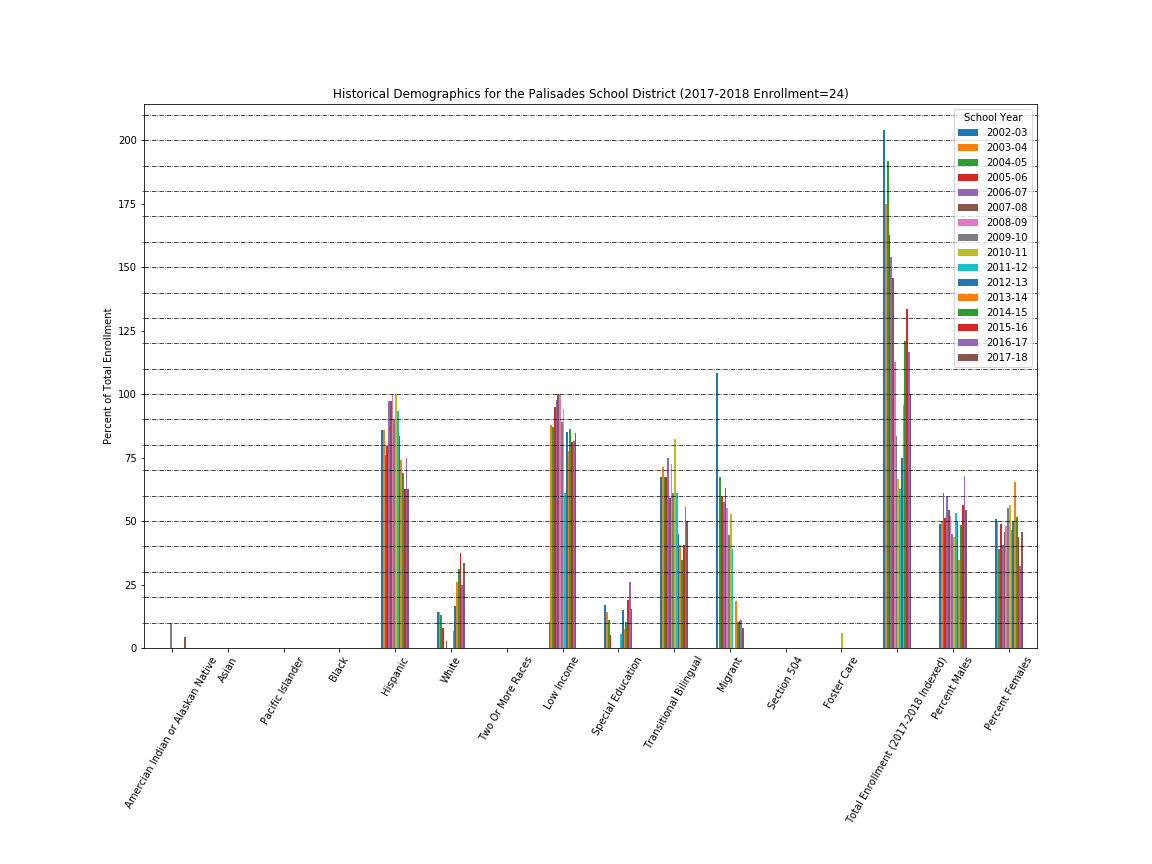 Historical Demographics for the Palisades School District (2017-2018 Enrollment=24)
Percent of Total Enrollment
200
175
150
125
100
75
50
25
0
School Year
2002-03
2003-04
2004-05
2005-06
2006-07
2007-08
2008-09
2009-10
2010-11
2011-12
2012-13
2013-14
2014-15
2015-16
2016-17
2017-18
Amercian Indian or Alaskan Native
Asian
Pacific Islander
Black
Hispanic
White
Two Or More Races
Low Income
Special Education
Transitional Bilingual
Migrant
Section 504
Foster Care
Total Enrollment (2017-2018 Indexed)
Percent Males
Percent Females